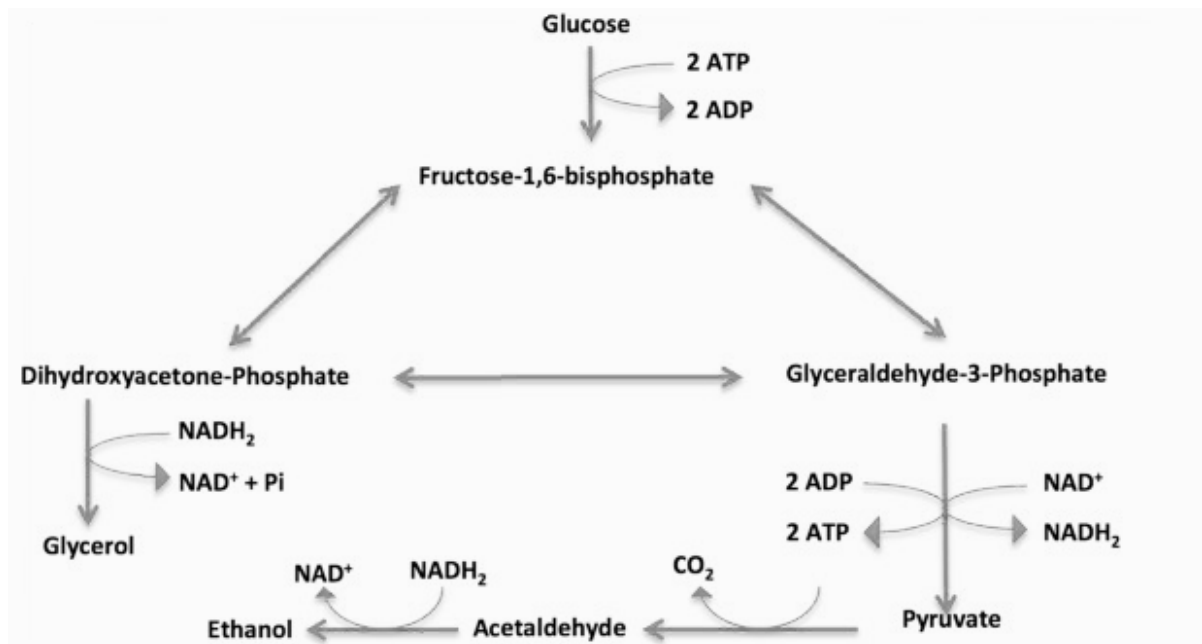 Glucose
2 ATP
2 ADP
Fructose-1,6-bisphosphate
Dihydroxyacetone-Phosphate
Glyceraldehyde-3-Phosphate
NADH₂
NAD⁺ + Pi
Glycerol
2 ADP
NAD⁺
2 ATP
NADH₂
NAD⁺
NADH₂
CO₂
Ethanol
Acetaldehyde
Pyruvate